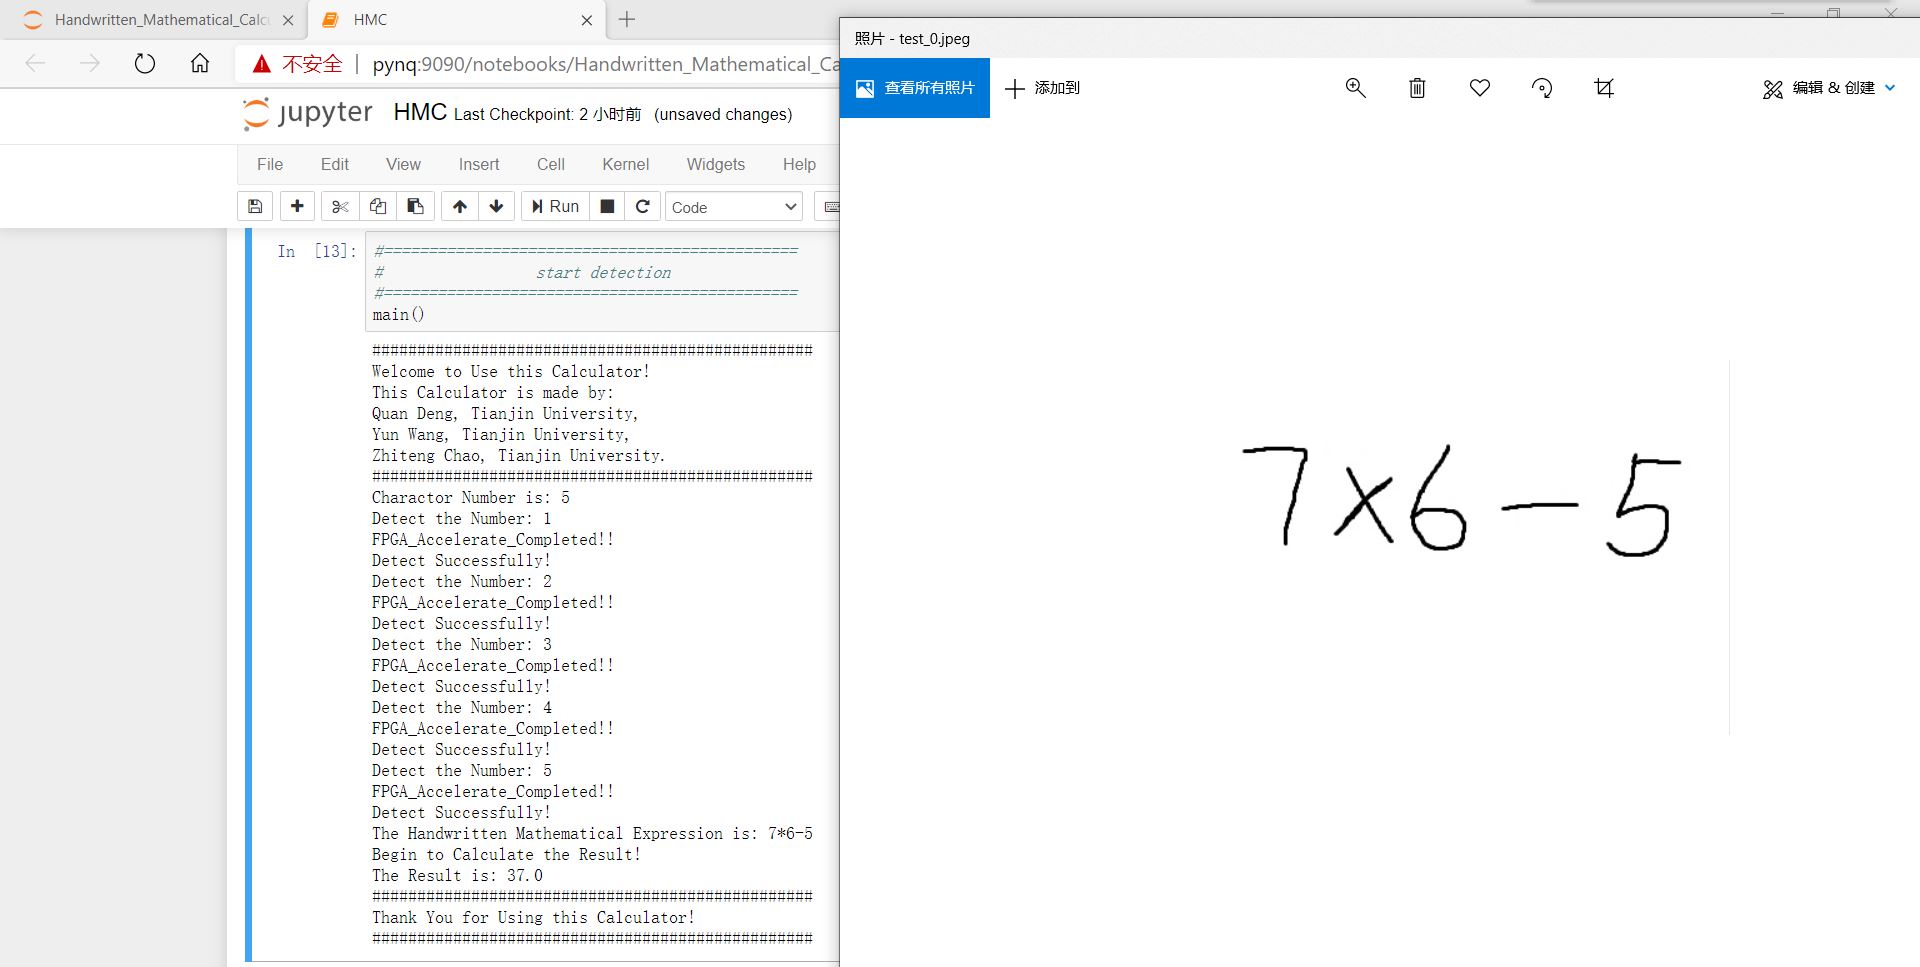 Handwritten_Mathematical_Calc
HMC
不安全 | pynq:9090/notebooks/Handwritten_Mathematical_Ca
jupyter HMC Last Checkpoint: 2 小时前 (unsaved changes)
File Edit View Insert Cell Kernel Widgets Help
Run Code
In [13]:
#==============================================
# start detection
#==============================================
main()
#################################################
Welcome to Use this Calculator!
This Calculator is made by:
Quan Deng, Tianjin University,
Yun Wang, Tianjin University,
Zhiteng Chao, Tianjin University.
#################################################
Charactor Number is: 5
Detect the Number: 1
FPGA_Accelerate_Completed!!
Detect Successfully!
Detect the Number: 2
FPGA_Accelerate_Completed!!
Detect Successfully!
Detect the Number: 3
FPGA_Accelerate_Completed!!
Detect Successfully!
Detect the Number: 4
FPGA_Accelerate_Completed!!
Detect Successfully!
Detect the Number: 5
FPGA_Accelerate_Completed!!
Detect Successfully!
The Handwritten Mathematical Expression is: 7*6-5
Begin to Calculate the Result!
The Result is: 37.0
#################################################
Thank You for Using this Calculator!
#################################################
照片 - test_0.jpeg
查看所有照片 添加到 编辑 & 创建
7×6-5